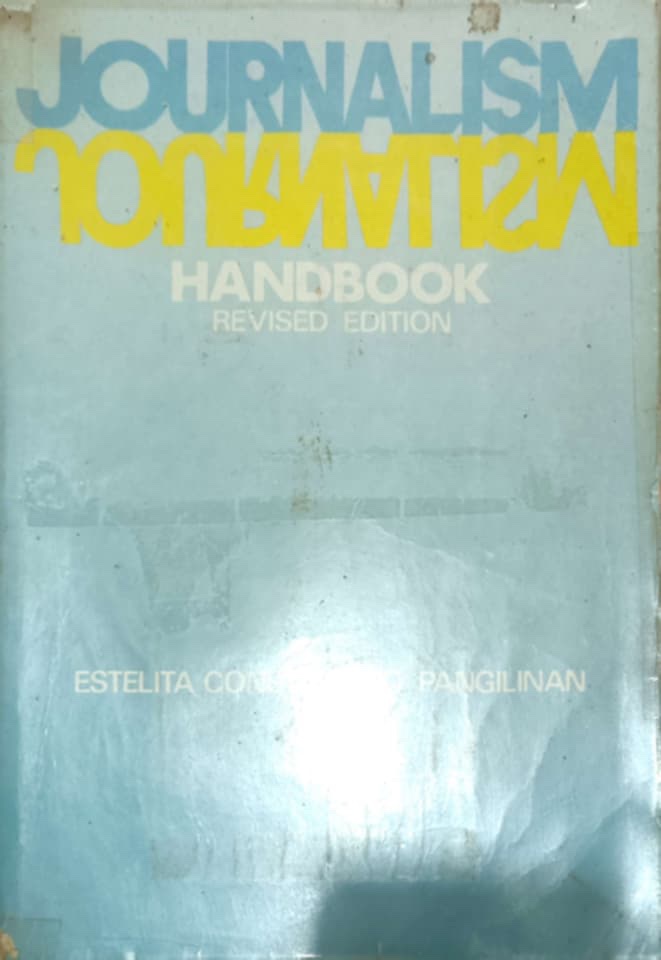 JOURNALISM
JOURNALISM
HANDBOOK
REVISED EDITION
ESTELITA PANGILINAN